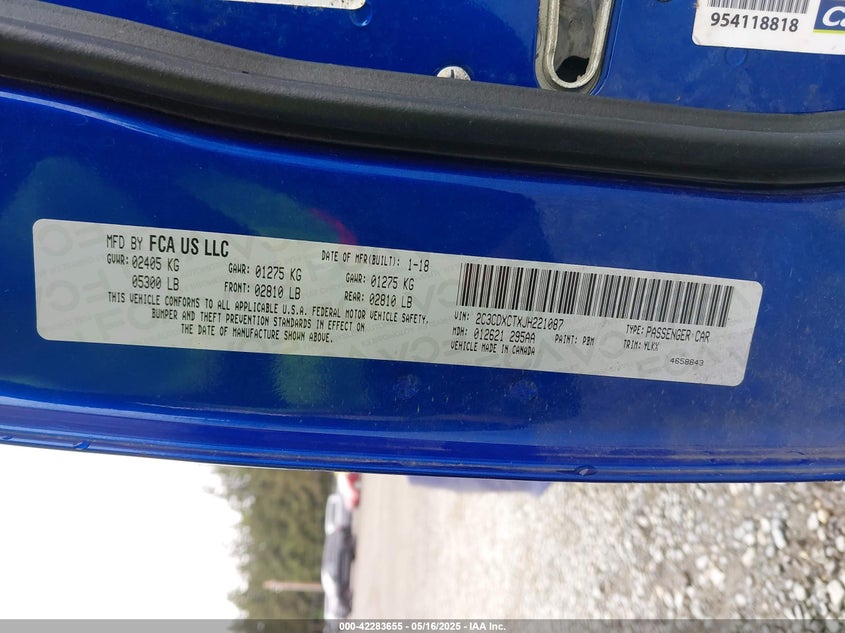 954118818
MFD BY FCA US LLC
DATE OF MFR(BUILT): 1-18
GVWR: 02405 KG GAWR: 01275 KG GAWR: 01275 KG
05300 LB FRONT: 02810 LB REAR: 02810 LB
THIS VEHICLE CONFORMS TO ALL APPLICABLE U.S.A. FEDERAL MOTOR VEHICLE SAFETY,
BUMPER AND THEFT PREVENTION STANDARDS IN EFFECT ON
THE DATE OF MANUFACTURE SHOWN ABOVE.
VIN: 2C3CDXCTXJH221087 TYPE: PASSENGER CAR
MDH: 012621 295AA PAINT: PBM TRIM: YLKX
VEHICLE MADE IN CANADA 4658843
000-42283655 - 05/16/2025 - IAA Inc.